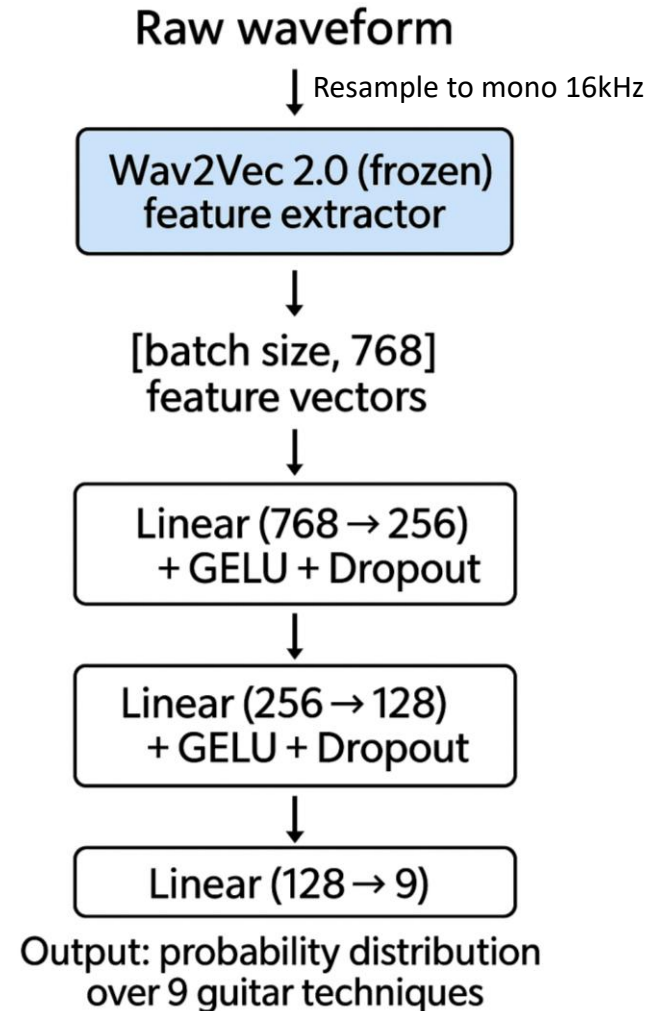 Raw waveform
Resample to mono 16kHz
Wav2Vec 2.0 (frozen)
feature extractor
[batch size, 768]
feature vectors
Linear (768 → 256)
+ GELU + Dropout
Linear (256 → 128)
+ GELU + Dropout
Linear (128 → 9)
Output: probability distribution
over 9 guitar techniques